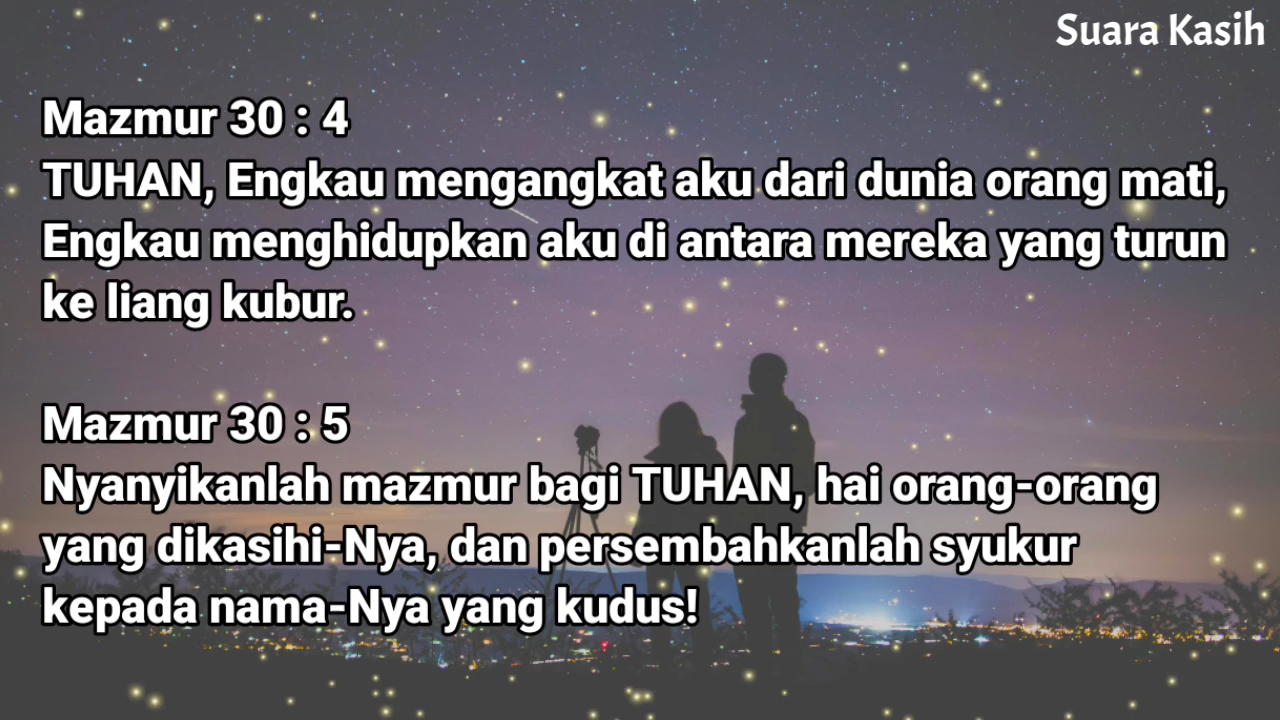 Suara Kasih
Mazmur 30 : 4
TUHAN, Engkau mengangkat aku dari dunia orang mati,
Engkau menghidupkan aku di antara mereka yang turun
ke liang kubur.
Mazmur 30 : 5
Nyanyikanlah mazmur bagi TUHAN, hai orang-orang
yang dikasihi-Nya, dan persembahkanlah syukur
kepada nama-Nya yang kudus!